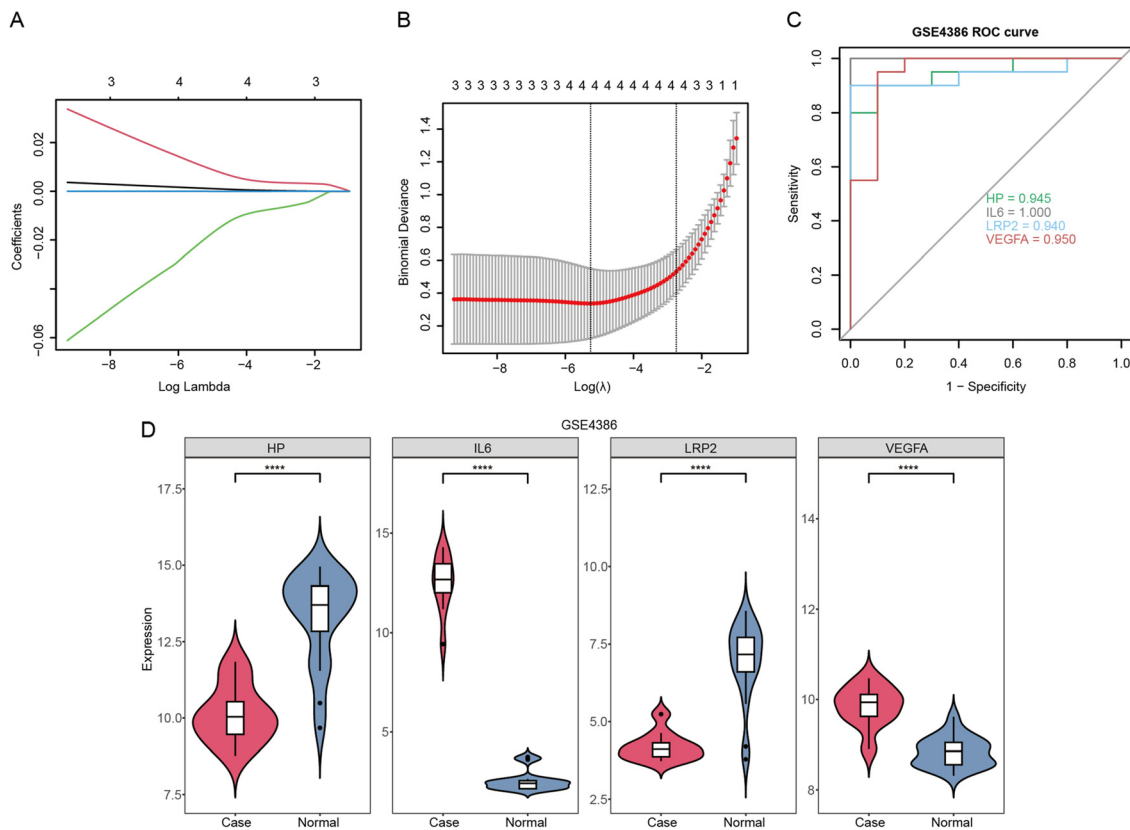 A
3 4 4 3
0.02
0.00
−0.02
−0.06
Coefficients
−8 −6 −4 −2
Log Lambda
B
3 3 3 3 3 3 3 3 3 4 4 4 4 4 4 4 4 4 3 3 1 1
1.4
1.2
1.0
0.8
0.6
0.4
0.2
Binomial Deviance
−8 −6 −4 −2
Log(λ)
C
GSE4386 ROC curve
1.0
0.8
0.6
0.4
0.2
0.0
Sensitivity
HP = 0.945
IL6 = 1.000
LRP2 = 0.940
VEGFA = 0.950
0.0 0.2 0.4 0.6 0.8 1.0
1 − Specificity
D
GSE4386
HP
****
17.5
15.0
12.5
10.0
7.5
Expression
Case Normal
IL6
****
15
10
5
Case Normal
LRP2
****
12.5
10.0
7.5
5.0
2.5
Case Normal
VEGFA
****
14
12
10
8
Case Normal